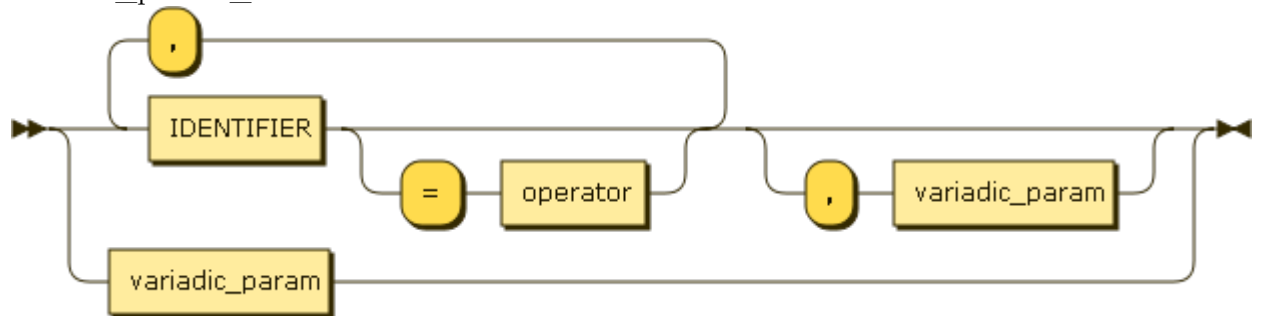 ,
IDENTIFIER
= operator , variadic_param
variadic_param